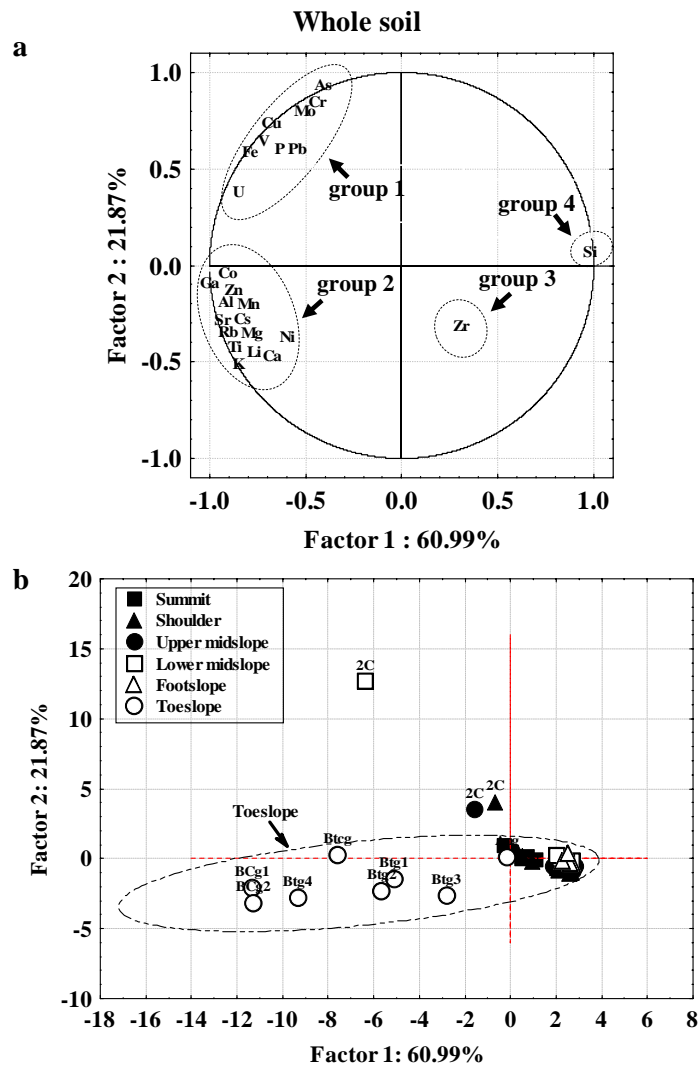 Whole soil
a
1.0
0.5
0.0
-0.5
-1.0
Factor 2 : 21.87%
As
Cr
Mo
Cu
V
Fe
P Pb
U
group 1
group 4
Si
Co
Ga
Zn
Al Mn
Sr Cs
Rb Mg
Ni
Ti
Li Ca
K
group 2
group 3
Zr
-1.0 -0.5 0.0 0.5 1.0
Factor 1 : 60.99%
b
20
15
10
5
0
-5
-10
Factor 2: 21.87%
Summit
Shoulder
Upper midslope
Lower midslope
Footslope
Toeslope
2C
2C 2C
Toeslope
Btcg
BCg1
BCg2
Btg4
Btg1
Btg2
Btg3
-18 -16 -14 -12 -10 -8 -6 -4 -2 0 2 4 6 8
Factor 1: 60.99%